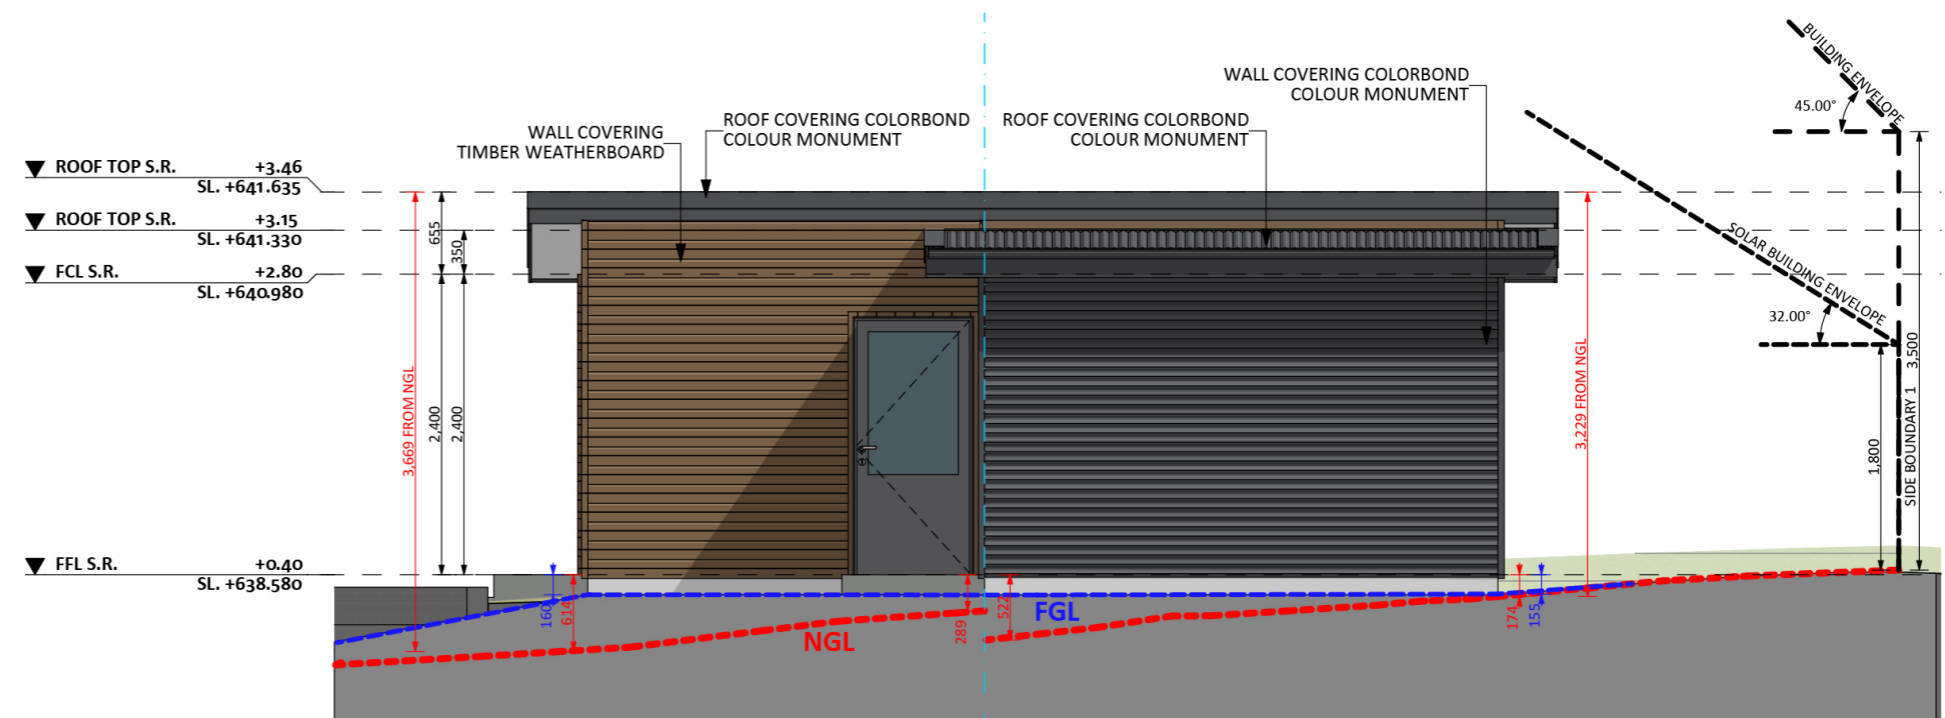 ROOF TOP S.R. +3.46
SL. +641.635
ROOF TOP S.R. +3.15
SL. +641.330
FCL S.R. +2.80
SL. +640.980
FFL S.R. +0.40
SL. +638.580
3,669 FROM NGL
655
350
2,400
2,400
WALL COVERING
TIMBER WEATHERBOARD
ROOF COVERING COLORBOND
COLOUR MONUMENT
ROOF COVERING COLORBOND
COLOUR MONUMENT
WALL COVERING COLORBOND
COLOUR MONUMENT
160
614
NGL
289
522
FGL
174
155
3,229 FROM NGL
BUILDING ENVELOPE
45.00°
SOLAR BUILDING ENVELOPE
32.00°
1,800
3,500
SIDE BOUNDARY 1